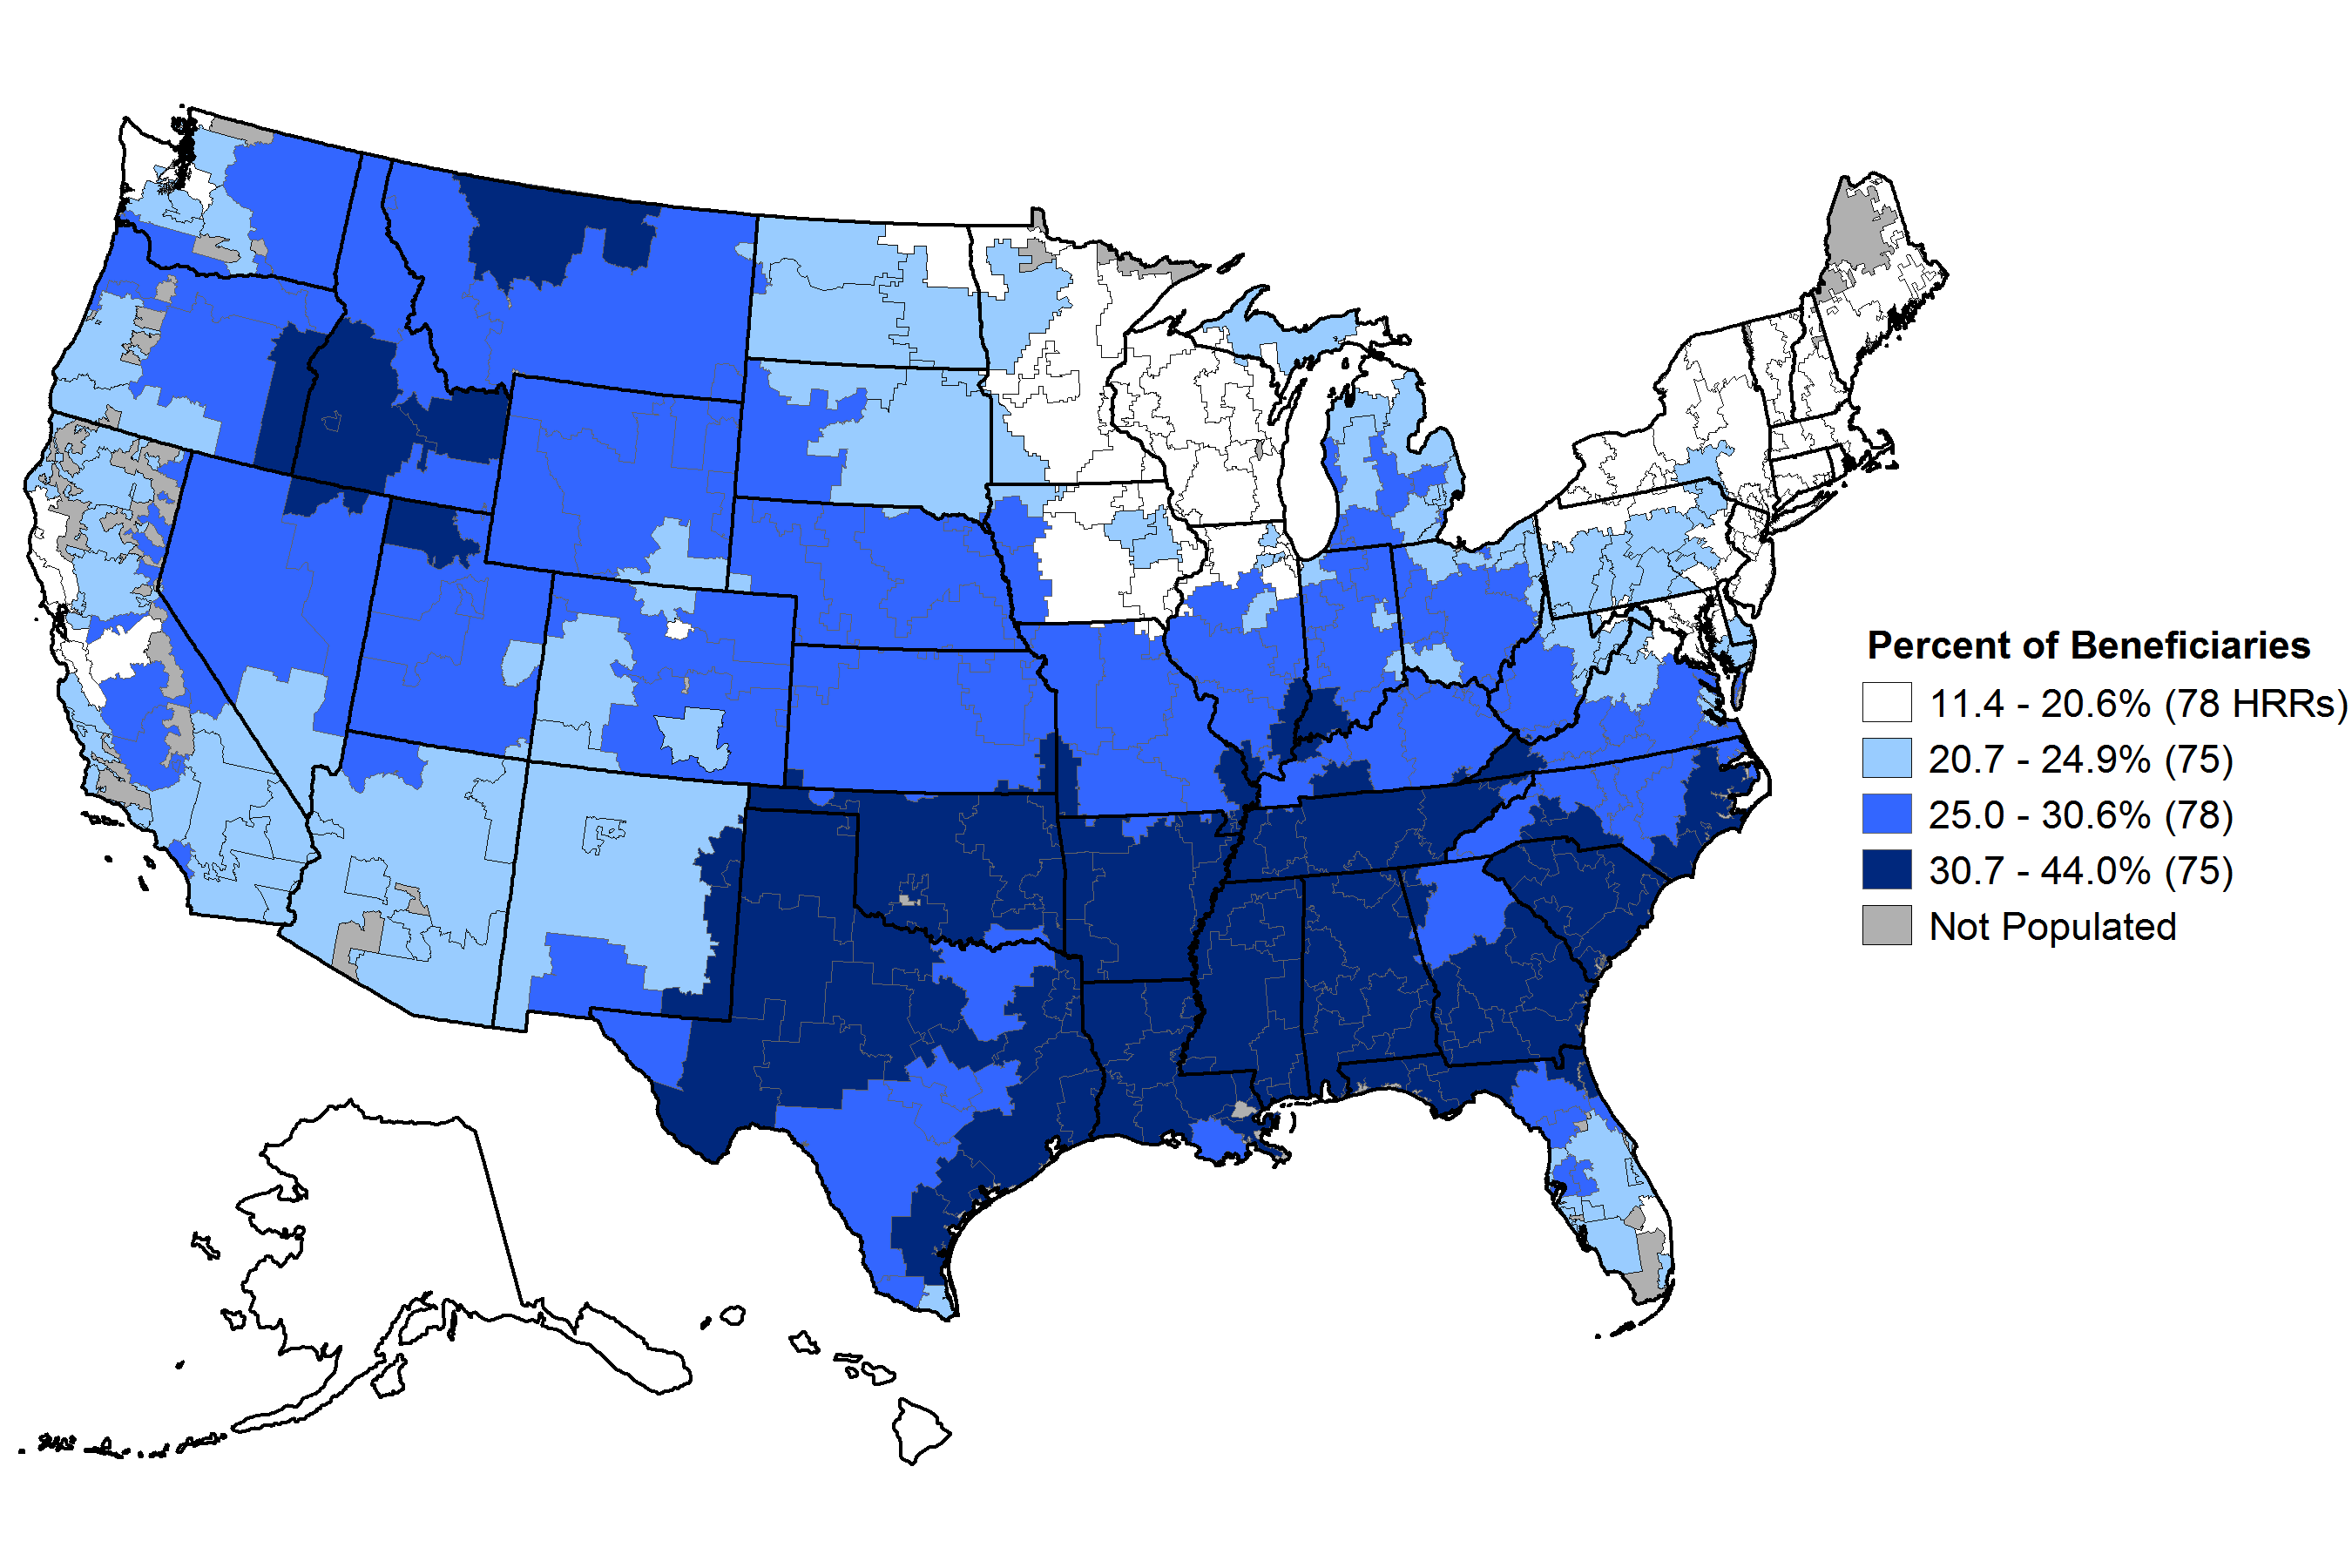 Percent of Beneficiaries
11.4 - 20.6% (78 HRRs)
20.7 - 24.9% (75)
25.0 - 30.6% (78)
30.7 - 44.0% (75)
Not Populated